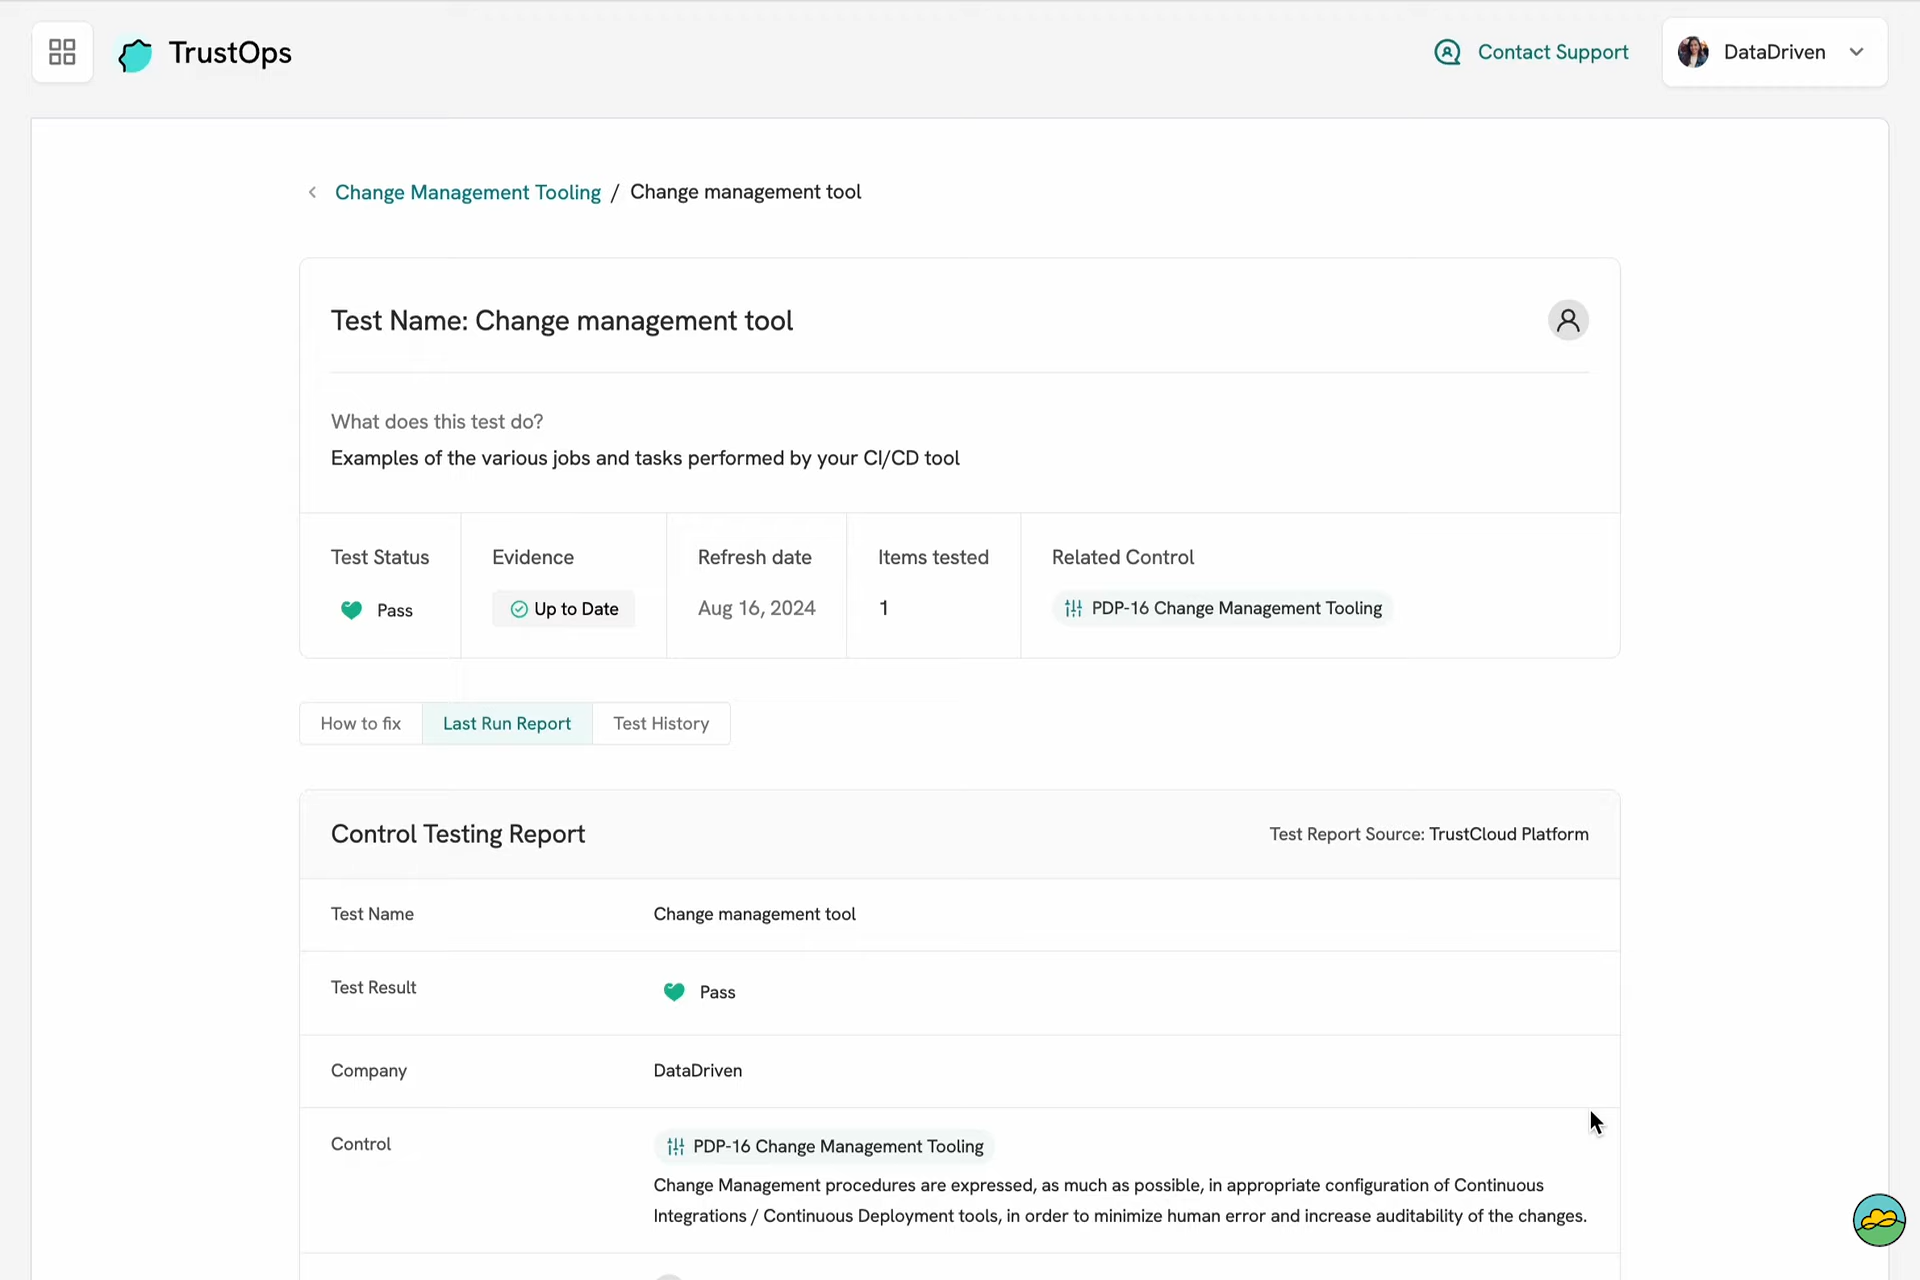 TrustOps
Contact Support
DataDriven
Change Management Tooling / Change management tool
Test Name: Change management tool
What does this test do?
Examples of the various jobs and tasks performed by your CI/CD tool
Test Status
Evidence
Refresh date
Items tested
Related Control
Pass
Up to Date
Aug 16, 2024
1
PDP-16 Change Management Tooling
How to fix
Last Run Report
Test History
Control Testing Report
Test Report Source: TrustCloud Platform
Test Name
Change management tool
Test Result
Pass
Company
DataDriven
Control
PDP-16 Change Management Tooling
Change Management procedures are expressed, as much as possible, in appropriate configuration of Continuous
Integrations / Continuous Deployment tools, in order to minimize human error and increase auditability of the changes.